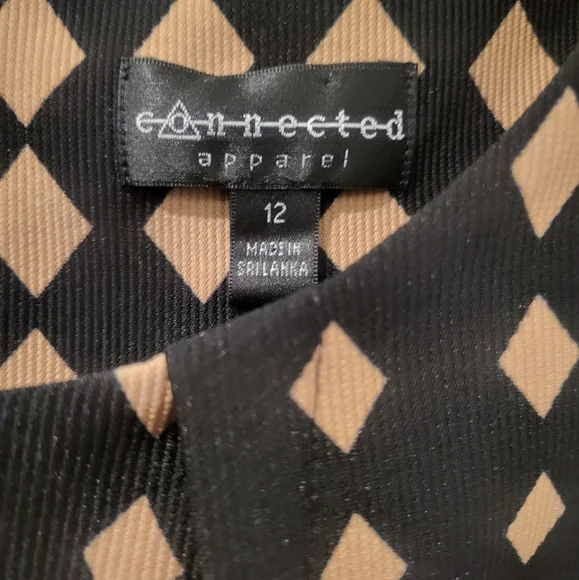 connected
apparel
12
MADE IN
SRI LANKA